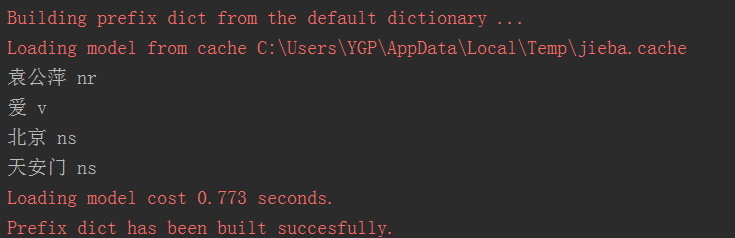 Building prefix dict from the default dictionary ...
Loading model from cache C:\Users\YGP\AppData\Local\Temp\jieba.cache
袁公萍 nr
爱 v
北京 ns
天安门 ns
Loading model cost 0.773 seconds.
Prefix dict has been built succesfully.